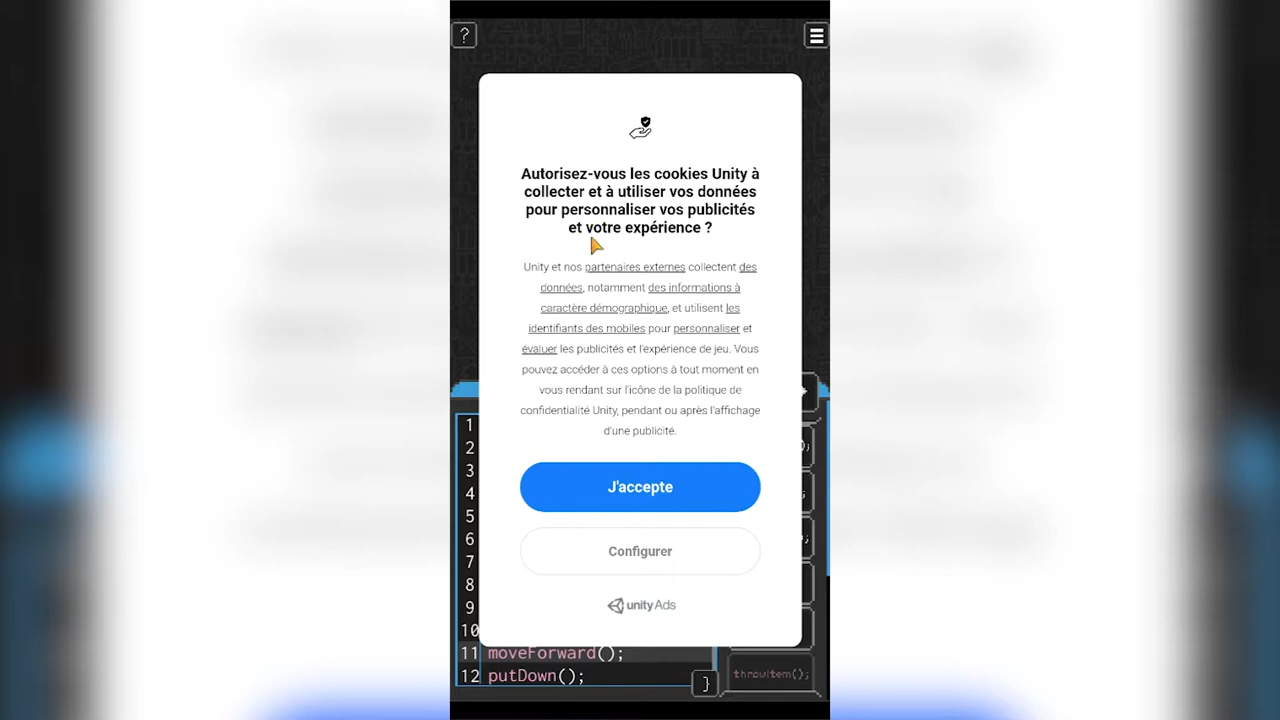 ?
Autorisez-vous les cookies Unity à
collecter et à utiliser vos données
pour personnaliser vos publicités
et votre expérience ?
Unity et nos partenaires externes collectent des
données, notamment des informations à
caractère démographique, et utilisent les
identifiants des mobiles pour personnaliser et
évaluer les publicités et l'expérience de jeu. Vous
pouvez accéder à ces options à tout moment en
vous rendant sur l'icône de la politique de
confidentialité Unity, pendant ou après l'affichage
d'une publicité.
J'accepte
Configurer
unity Ads
1
2
3
4
5
6
7
8
9
10
11 moveForward();
12 putDown();
}
throwItem();